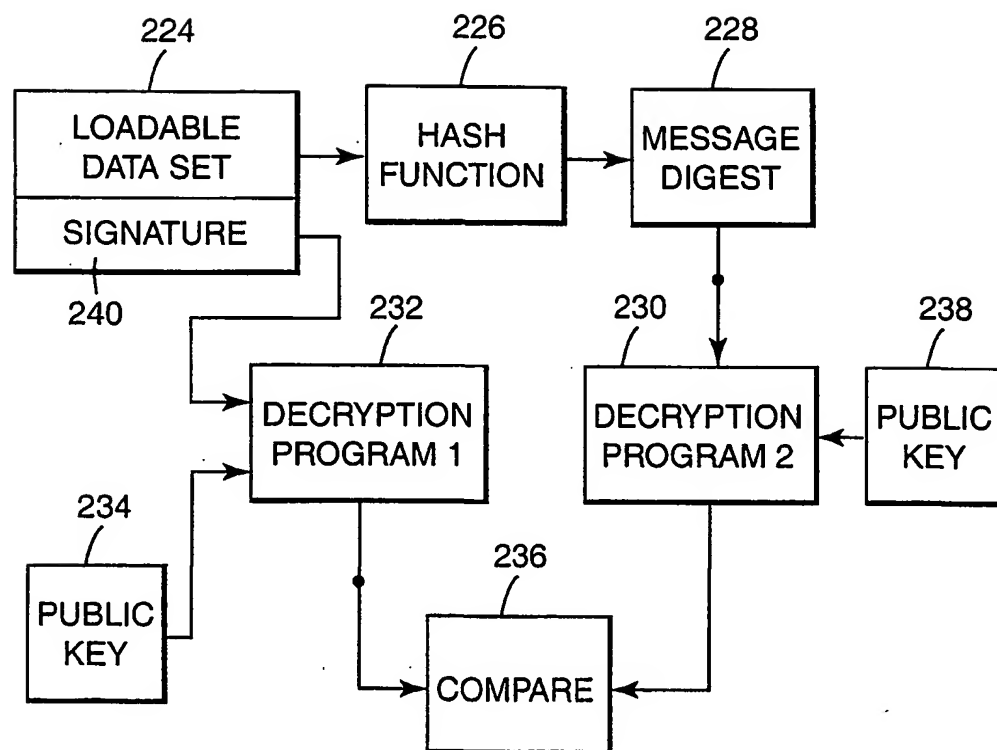 224
226
228
LOADABLE
DATA SET
HASH
FUNCTION
MESSAGE
DIGEST
SIGNATURE
240
232
230
238
DECRYPTION
PROGRAM 1
DECRYPTION
PROGRAM 2
PUBLIC
KEY
234
236
PUBLIC
KEY
COMPARE